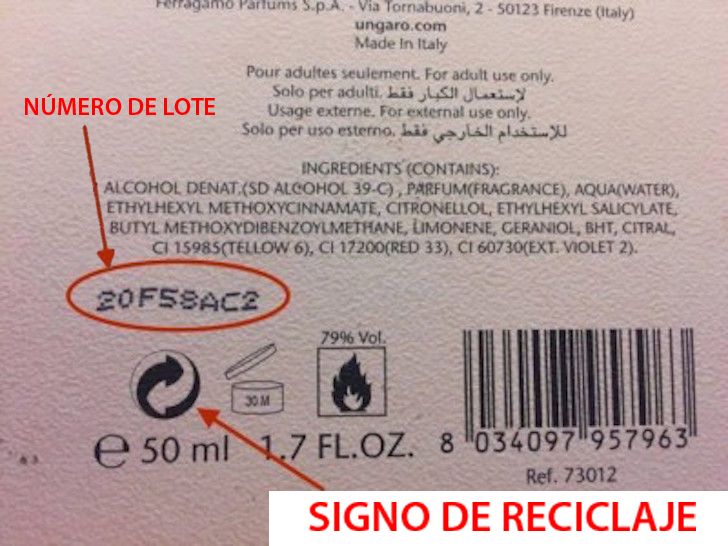 Ferragamo Parfums S.p.A. - Via Tornabuoni, 2 - 50123 Firenze (Italy)
ungaro.com
Made In Italy
Pour adultes seulement. For adult use only.
Solo per adulti. لإستعمال الكبار فقط
Usage externe. For external use only.
Solo per uso esterno. للاستخدام الخارجي فقط
NÚMERO DE LOTE
INGREDIENTS (CONTAINS):
ALCOHOL DENAT.(SD ALCOHOL 39-C) , PARFUM(FRAGRANCE), AQUA(WATER),
ETHYLHEXYL METHOXYCINNAMATE, CITRONELLOL, ETHYLHEXYL SALICYLATE,
BUTYL METHOXYDIBENZOYLMETHANE, LIMONENE, GERANIOL, BHT, CITRAL,
CI 15985(TELLOW 6), CI 17200(RED 33), CI 60730(EXT. VIOLET 2).
20F58AC2
79% Vol.
30 M
e 50 ml 1.7 FL.OZ.
8 034097 957963
Ref. 73012
SIGNO DE RECICLAJE